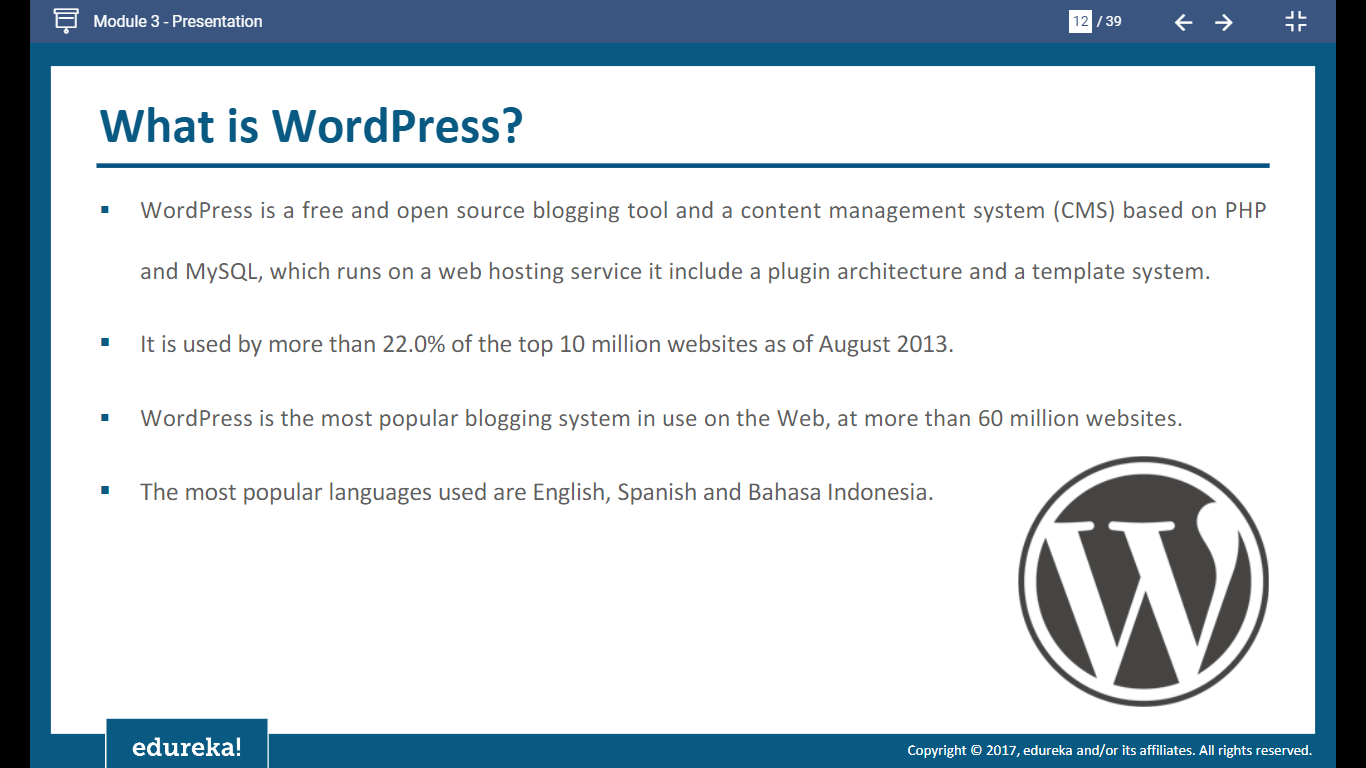 Module 3 - Presentation
12 / 39
What is WordPress?
▪ WordPress is a free and open source blogging tool and a content management system (CMS) based on PHP
and MySQL, which runs on a web hosting service it include a plugin architecture and a template system.
▪ It is used by more than 22.0% of the top 10 million websites as of August 2013.
▪ WordPress is the most popular blogging system in use on the Web, at more than 60 million websites.
▪ The most popular languages used are English, Spanish and Bahasa Indonesia.
W
edureka!
Copyright © 2017, edureka and/or its affiliates. All rights reserved.